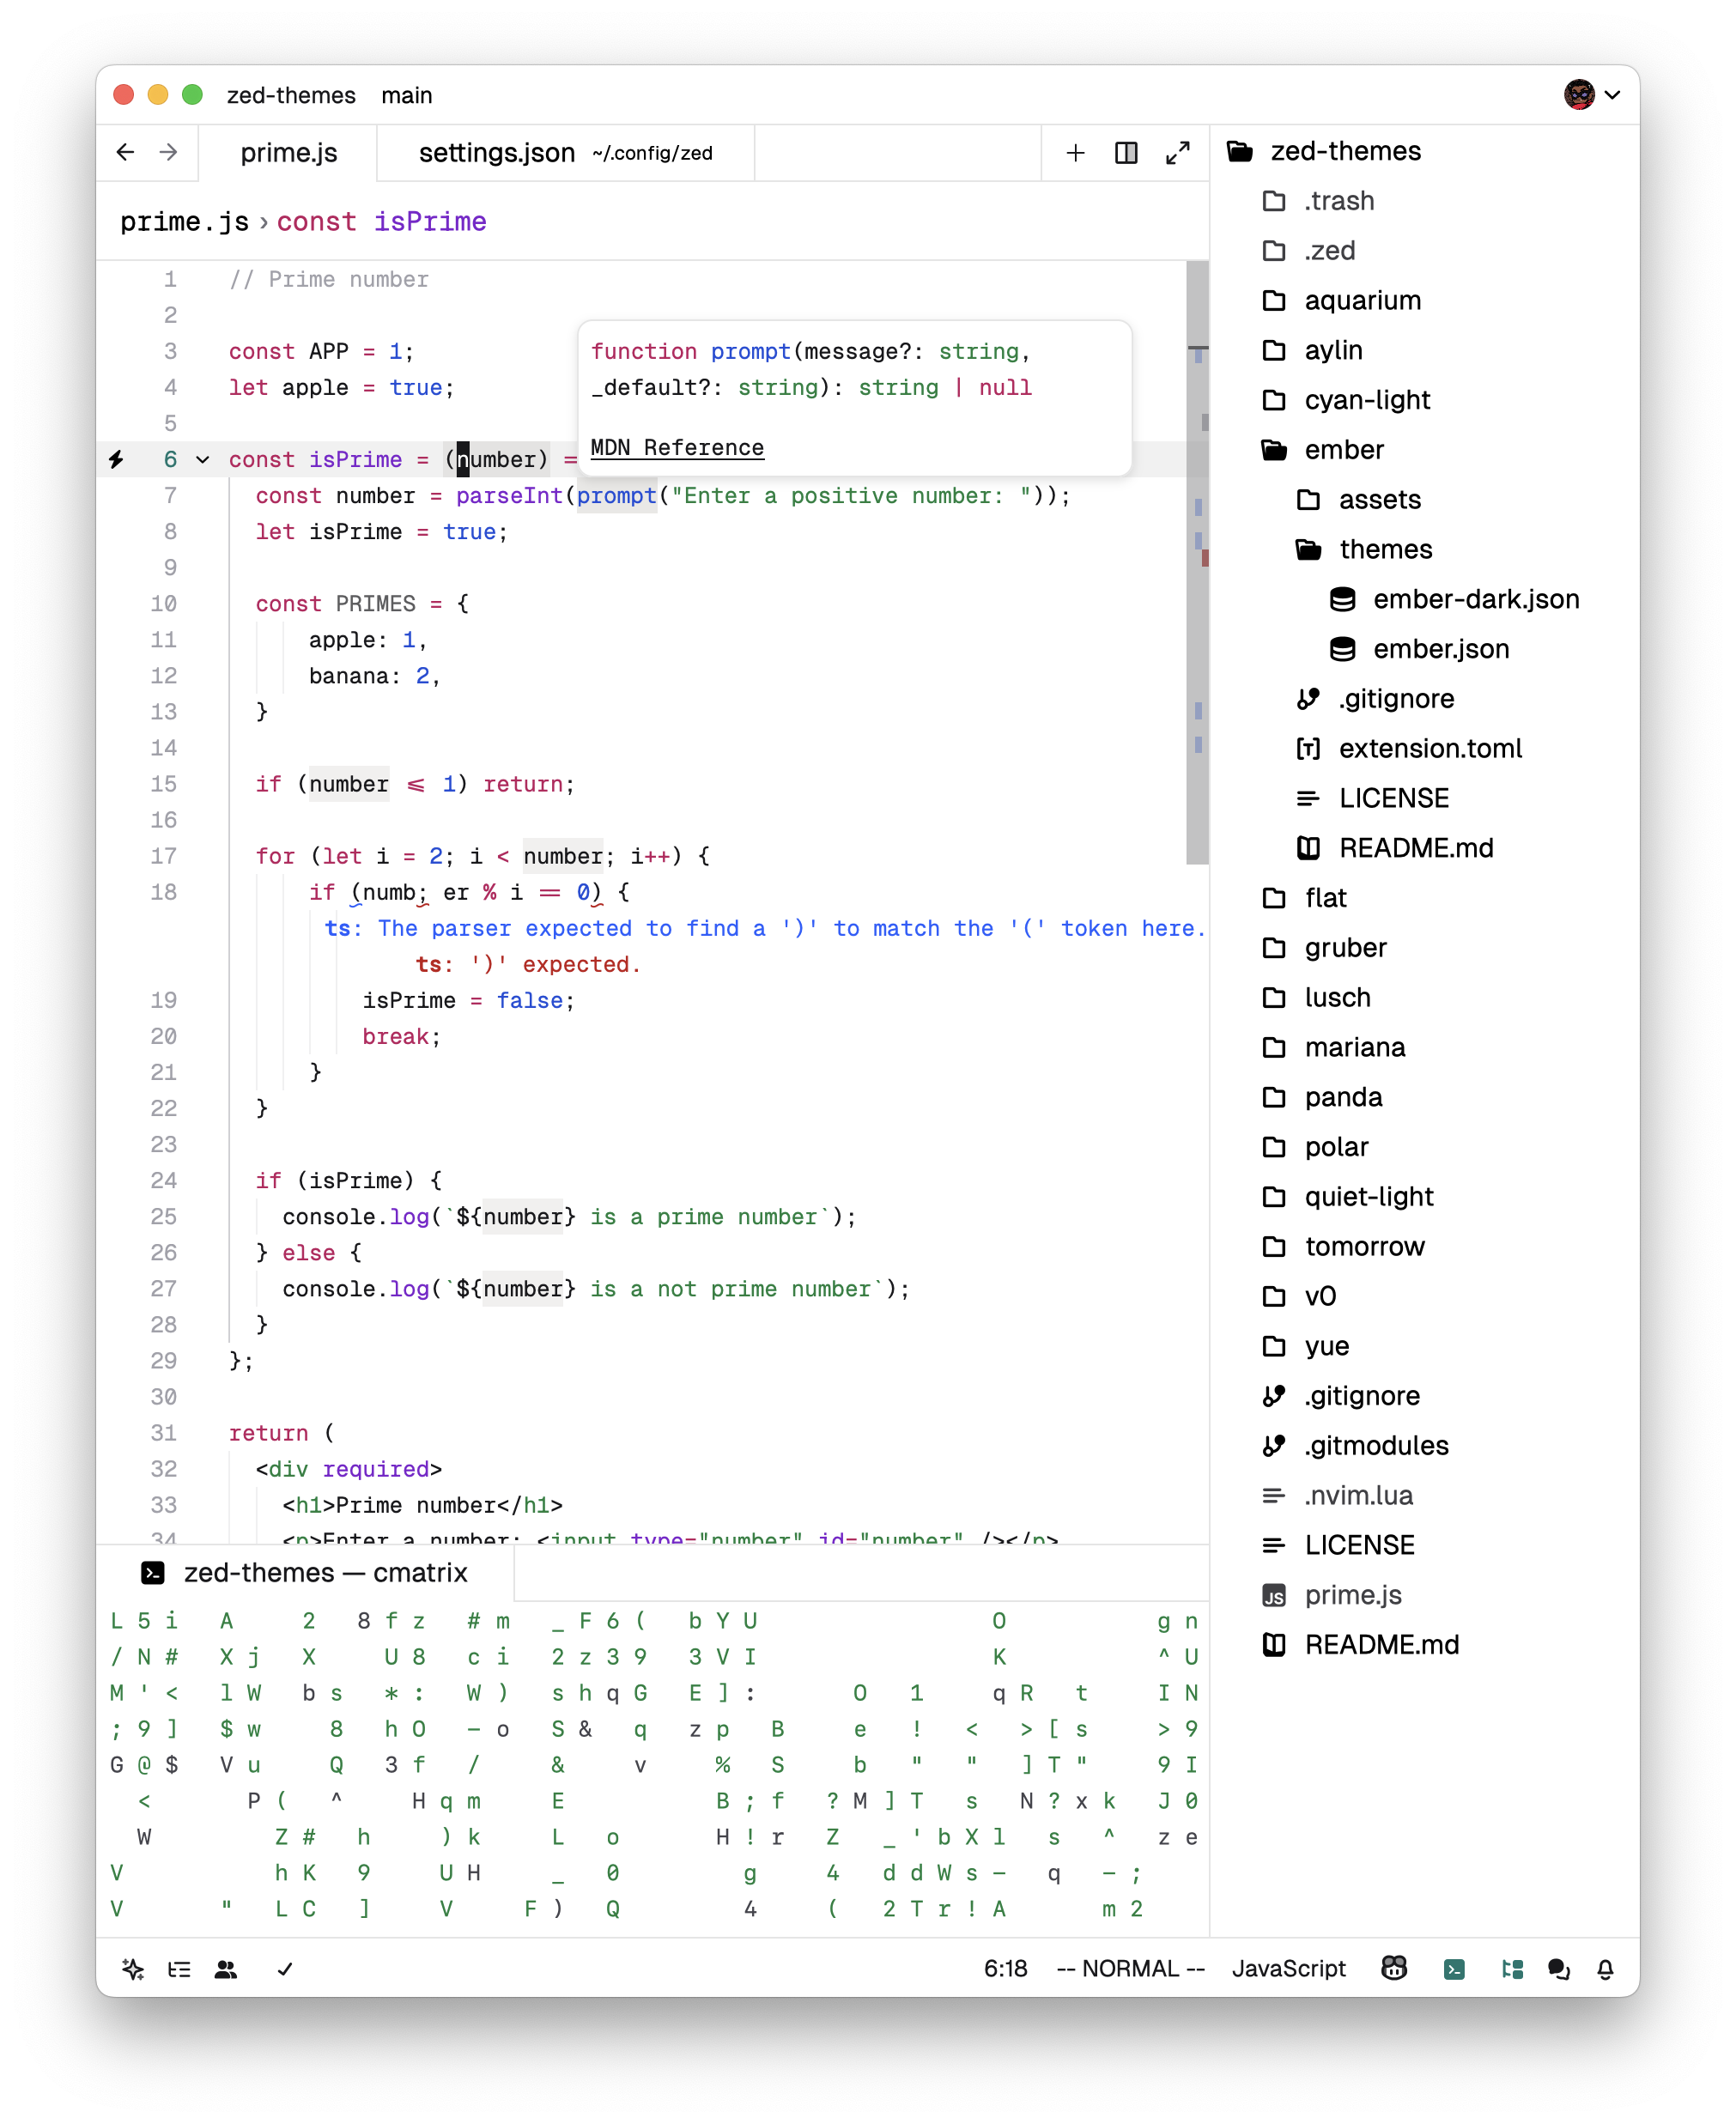 zed-themes main
prime.js settings.json ~/.config/zed
prime.js › const isPrime
1 // Prime number
2
3 const APP = 1;
4 let apple = true;
5
6 const isPrime = (number) =
function prompt(message?: string,
_default?: string): string | null
MDN Reference
7 const number = parseInt(prompt("Enter a positive number: "));
8 let isPrime = true;
9
10 const PRIMES = {
11 apple: 1,
12 banana: 2,
13 }
14
15 if (number <= 1) return;
16
17 for (let i = 2; i < number; i++) {
18 if (numb; er % i == 0) {
ts: The parser expected to find a ')' to match the '(' token here.
ts: ')' expected.
19 isPrime = false;
20 break;
21 }
22 }
23
24 if (isPrime) {
25 console.log(`${number} is a prime number`);
26 } else {
27 console.log(`${number} is a not prime number`);
28 }
29 };
30
31 return (
32 <div required>
33 <h1>Prime number</h1>
34 <p>Enter a number: <input type="number" id="number" /></p>
zed-themes — cmatrix
L 5 i A 2 8 f z # m _ F 6 ( b Y U O g n
/ N # X j X U 8 c i 2 z 3 9 3 V I K ^ U
M ' < l W b s * : W ) s h q G E ] : O 1 q R t I N
; 9 ] $ w 8 h O - o S & q z p B e ! < > [ s > 9
G @ $ V u Q 3 f / & v % S b " " ] T " 9 I
< P ( ^ H q m E B ; f ? M ] T s N ? x k J 0
W Z # h ) k L o H ! r Z _ ' b X l s ^ z e
V h K 9 U H _ 0 g 4 d d W s - q - ;
V " L C ] V F ) Q 4 ( 2 T r ! A m 2
6:18 -- NORMAL -- JavaScript
zed-themes
.trash
.zed
aquarium
aylin
cyan-light
ember
assets
themes
ember-dark.json
ember.json
.gitignore
extension.toml
LICENSE
README.md
flat
gruber
lusch
mariana
panda
polar
quiet-light
tomorrow
v0
yue
.gitignore
.gitmodules
.nvim.lua
LICENSE
JS prime.js
README.md